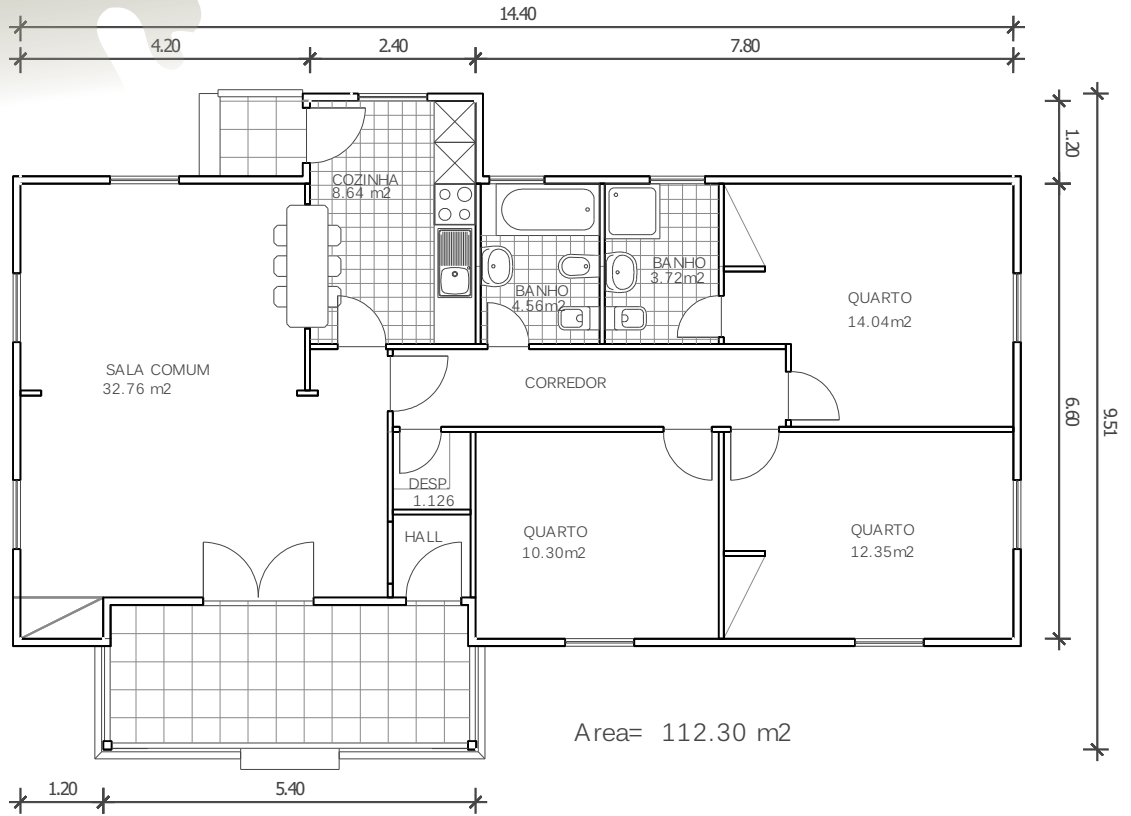 14.40
4.20
2.40
7.80
1.20
COZINHA
8.64 m2
BANHO
3.72m2
BANHO
4.56m2
QUARTO
14.04m2
SALA COMUM
32.76 m2
CORREDOR
6.60
9.51
DESP.
1.126
HALL
QUARTO
10.30m2
QUARTO
12.35m2
Area= 112.30 m2
1.20
5.40